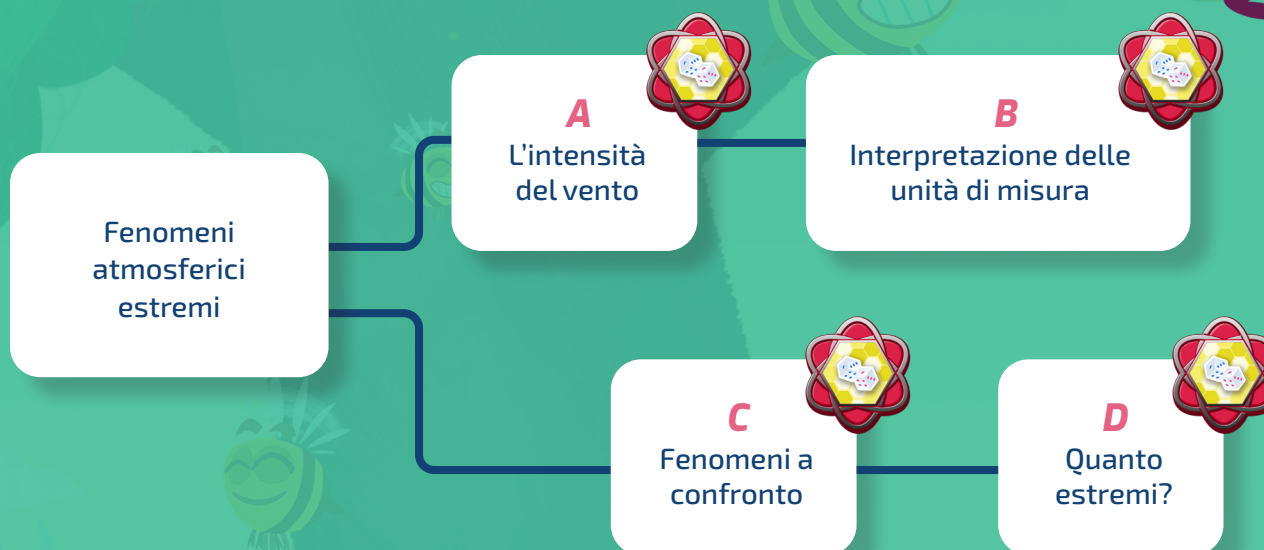 Fenomeni
atmosferici
estremi
A
L'intensità
del vento
B
Interpretazione delle
unità di misura
C
Fenomeni a
confronto
D
Quanto
estremi?